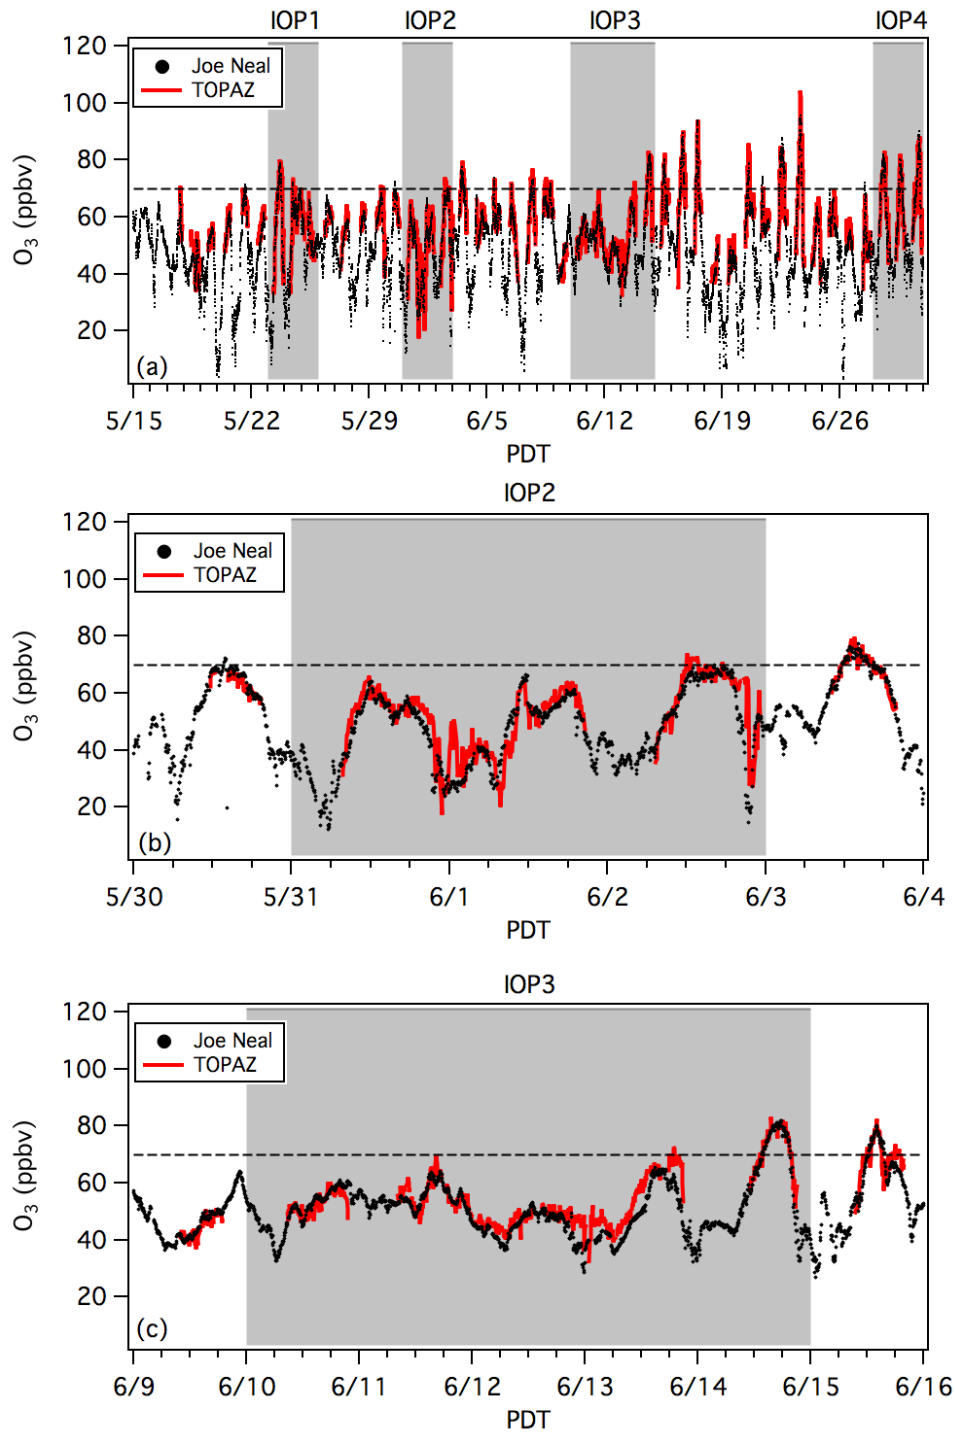 IOP1 IOP2 IOP3 IOP4
120
100
80
60
40
20
O3 (ppbv)
Joe Neal
TOPAZ
(a)
5/15 5/22 5/29 6/5 6/12 6/19 6/26
PDT
IOP2
120
100
80
60
40
20
O3 (ppbv)
Joe Neal
TOPAZ
(b)
5/30 5/31 6/1 6/2 6/3 6/4
PDT
IOP3
120
100
80
60
40
20
O3 (ppbv)
Joe Neal
TOPAZ
(c)
6/9 6/10 6/11 6/12 6/13 6/14 6/15 6/16
PDT